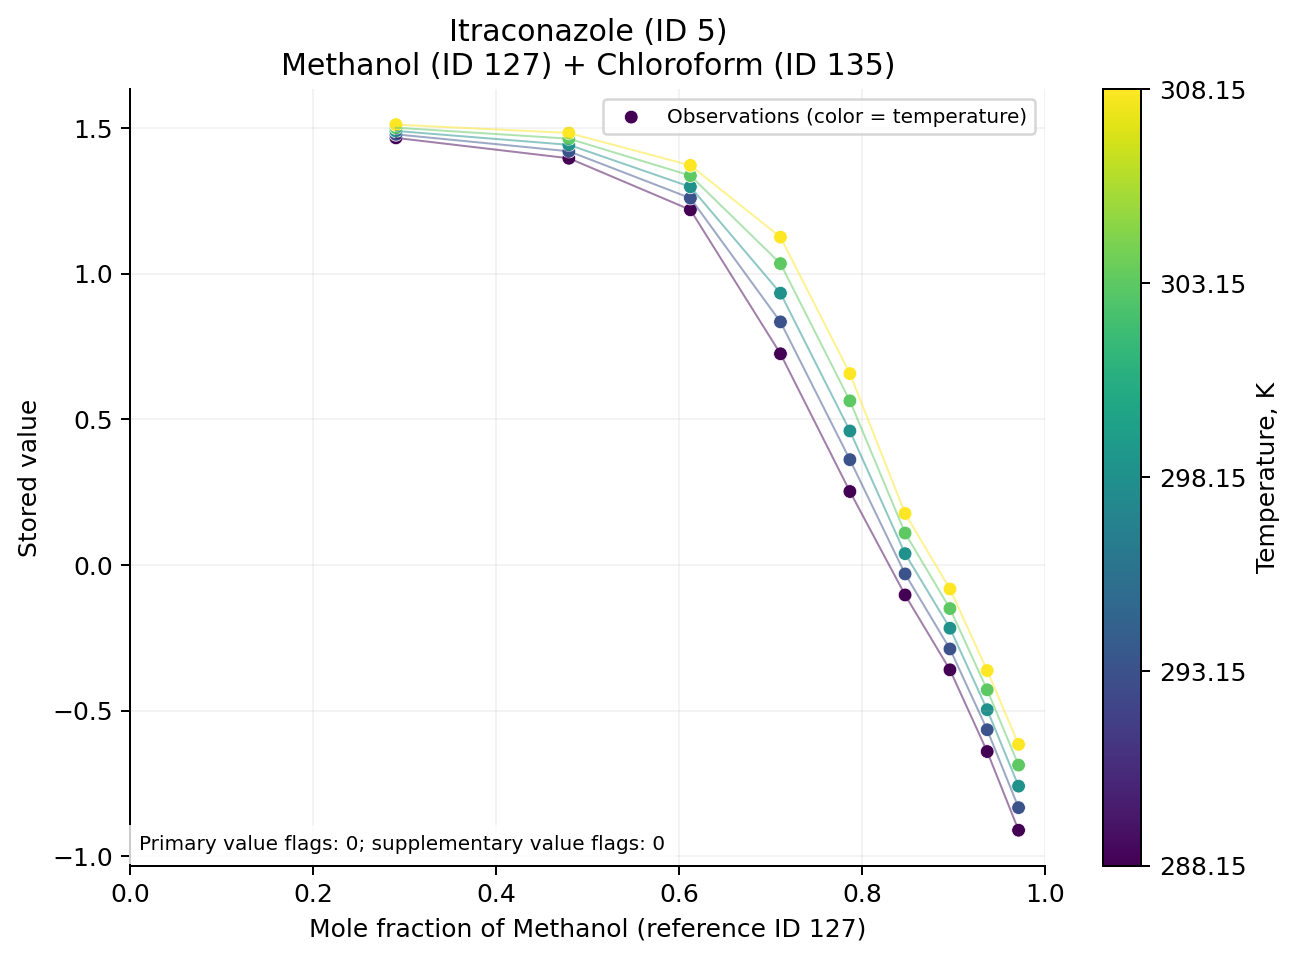 Itraconazole (ID 5)
Methanol (ID 127) + Chloroform (ID 135)
Observations (color = temperature)
Stored value
1.5
1.0
0.5
0.0
−0.5
−1.0
Primary value flags: 0; supplementary value flags: 0
0.0
0.2
0.4
0.6
0.8
1.0
Mole fraction of Methanol (reference ID 127)
308.15
303.15
298.15
293.15
288.15
Temperature, K